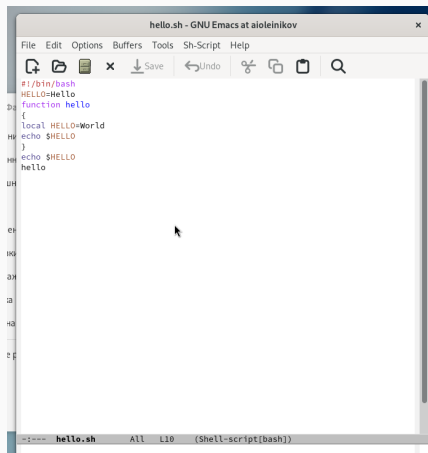 hello.sh - GNU Emacs at aioleinikov ×
File Edit Options Buffers Tools Sh-Script Help
Save Undo
#!/bin/bash
HELLO=Hello
function hello
{
local HELLO=World
echo $HELLO
}
echo $HELLO
hello
-:--- hello.sh All L10 (Shell-script[bash])